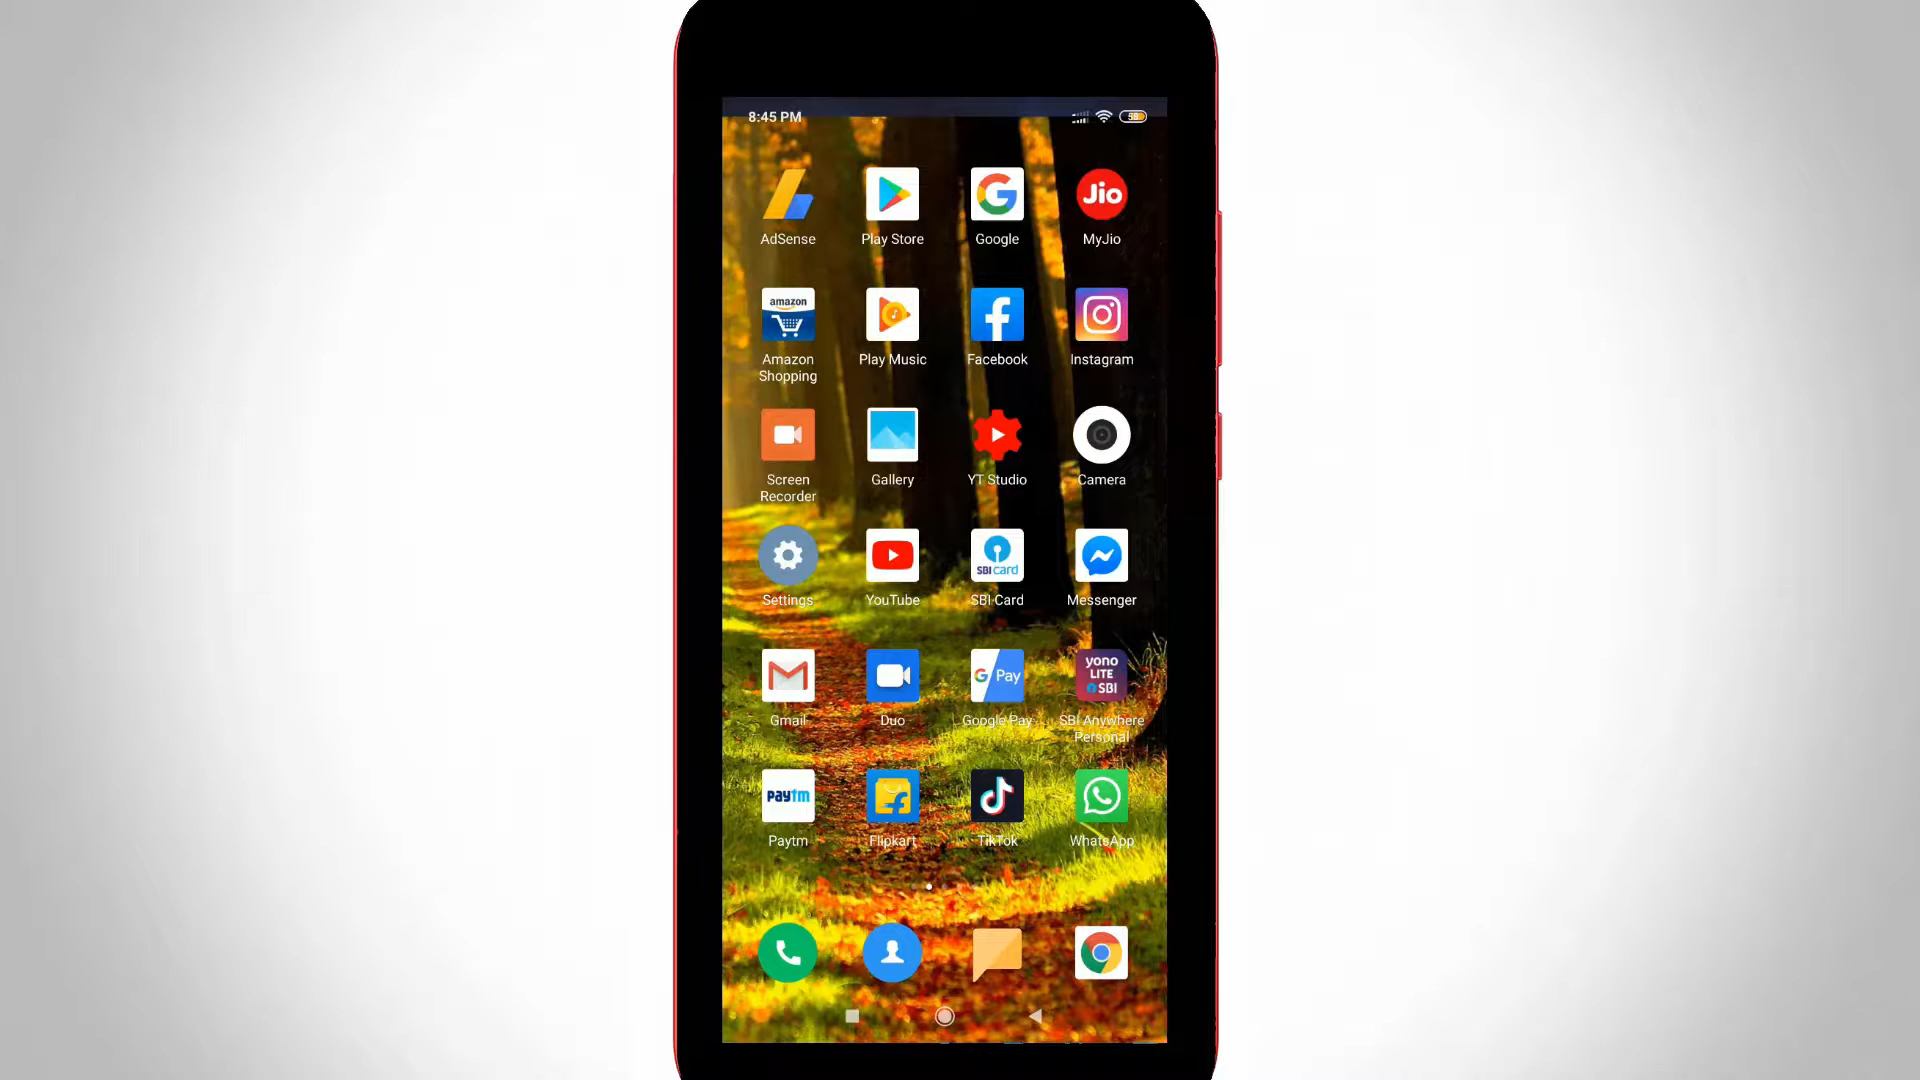 8:45 PM
58
Jio
AdSense
Play Store
Google
MyJio
amazon
Amazon
Shopping
Play Music
Facebook
Instagram
Screen
Recorder
Gallery
YT Studio
Camera
SBI card
Settings
YouTube
SBI Card
Messenger
G Pay
yono
LITE
SBI
Gmail
Duo
Google Pay
SBI Anywhere
Personal
paytm
Paytm
Flipkart
TikTok
WhatsApp